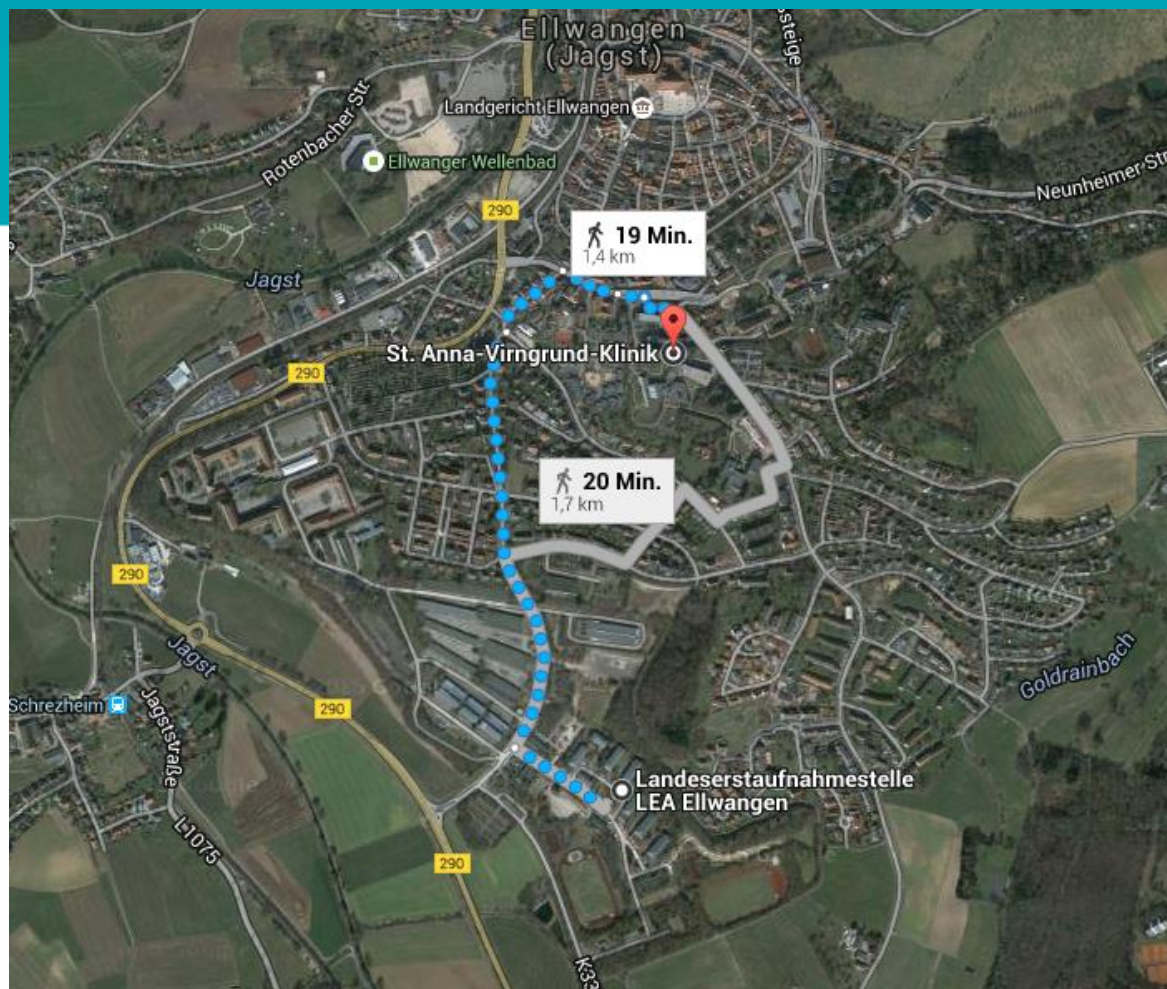 Ellwangen
(Jagst)
Landgericht Ellwangen
Rotenbacher Str.
Ellwanger Wellenbad
Neunheimer-Str
290
19 Min.
1,4 km
Jagst
St. Anna-Virngrund-Klinik
290
20 Min.
1,7 km
290
Jagst
Goldrainbach
Schrezheim
Jagststraße
290
Landeserstaufnahmestelle
LEA Ellwangen
L1075
290
K33